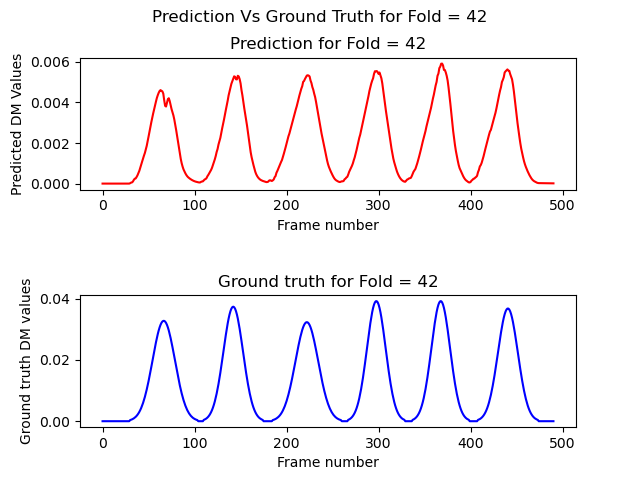 Prediction Vs Ground Truth for Fold = 42
Prediction for Fold = 42
Predicted DM Values
0.006
0.004
0.002
0.000
0 100 200 300 400 500
Frame number
Ground truth for Fold = 42
Ground truth DM values
0.04
0.02
0.00
0 100 200 300 400 500
Frame number